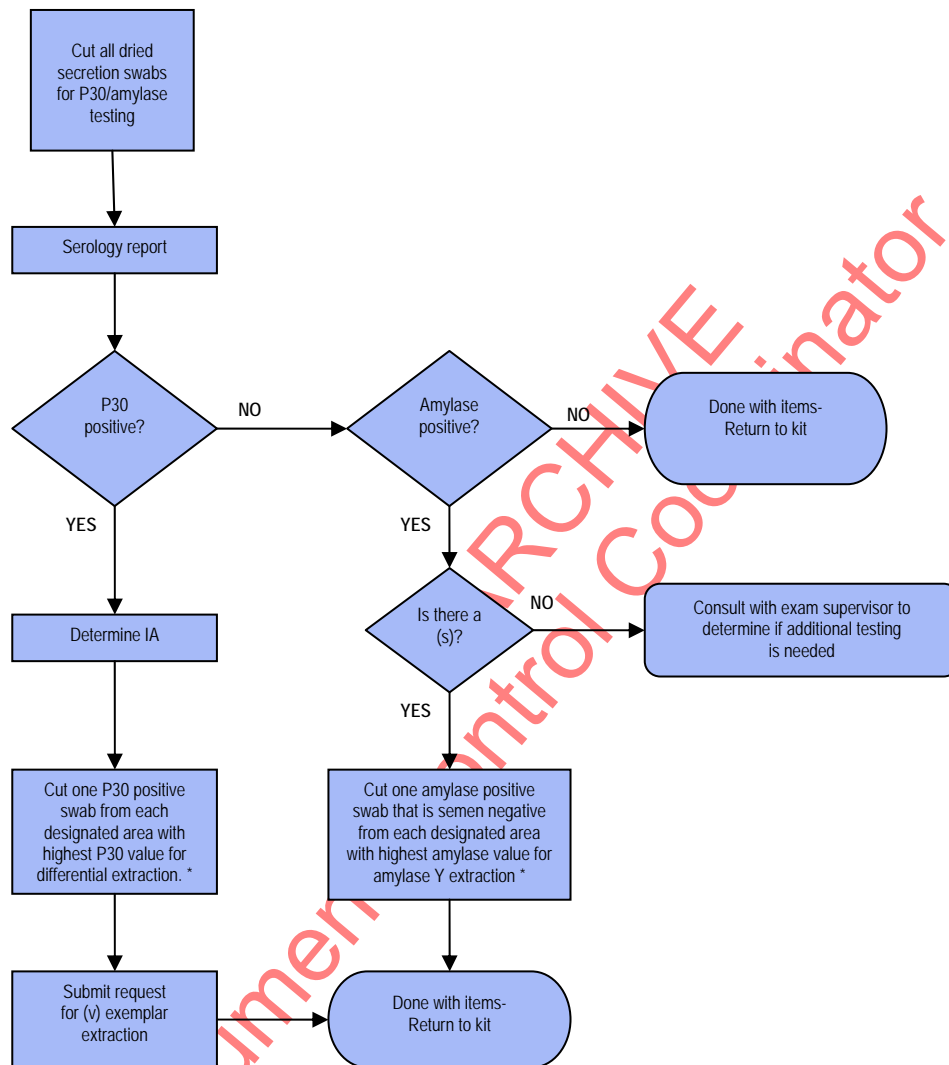 Cut all dried
secretion swabs
for P30/amylase
testing
Serology report
P30
positive?
NO
Amylase
positive?
NO
Done with items-
Return to kit
YES
YES
Determine IA
Is there a
(s)?
NO
Consult with exam supervisor to
determine if additional testing
is needed
YES
Cut one P30 positive
swab from each
designated area with
highest P30 value for
differential extraction. *
Cut one amylase positive
swab that is semen negative
from each designated area
with highest amylase value for
amylase Y extraction *
Submit request
for (v) exemplar
extraction
Done with items-
Return to kit
ARCHIVE